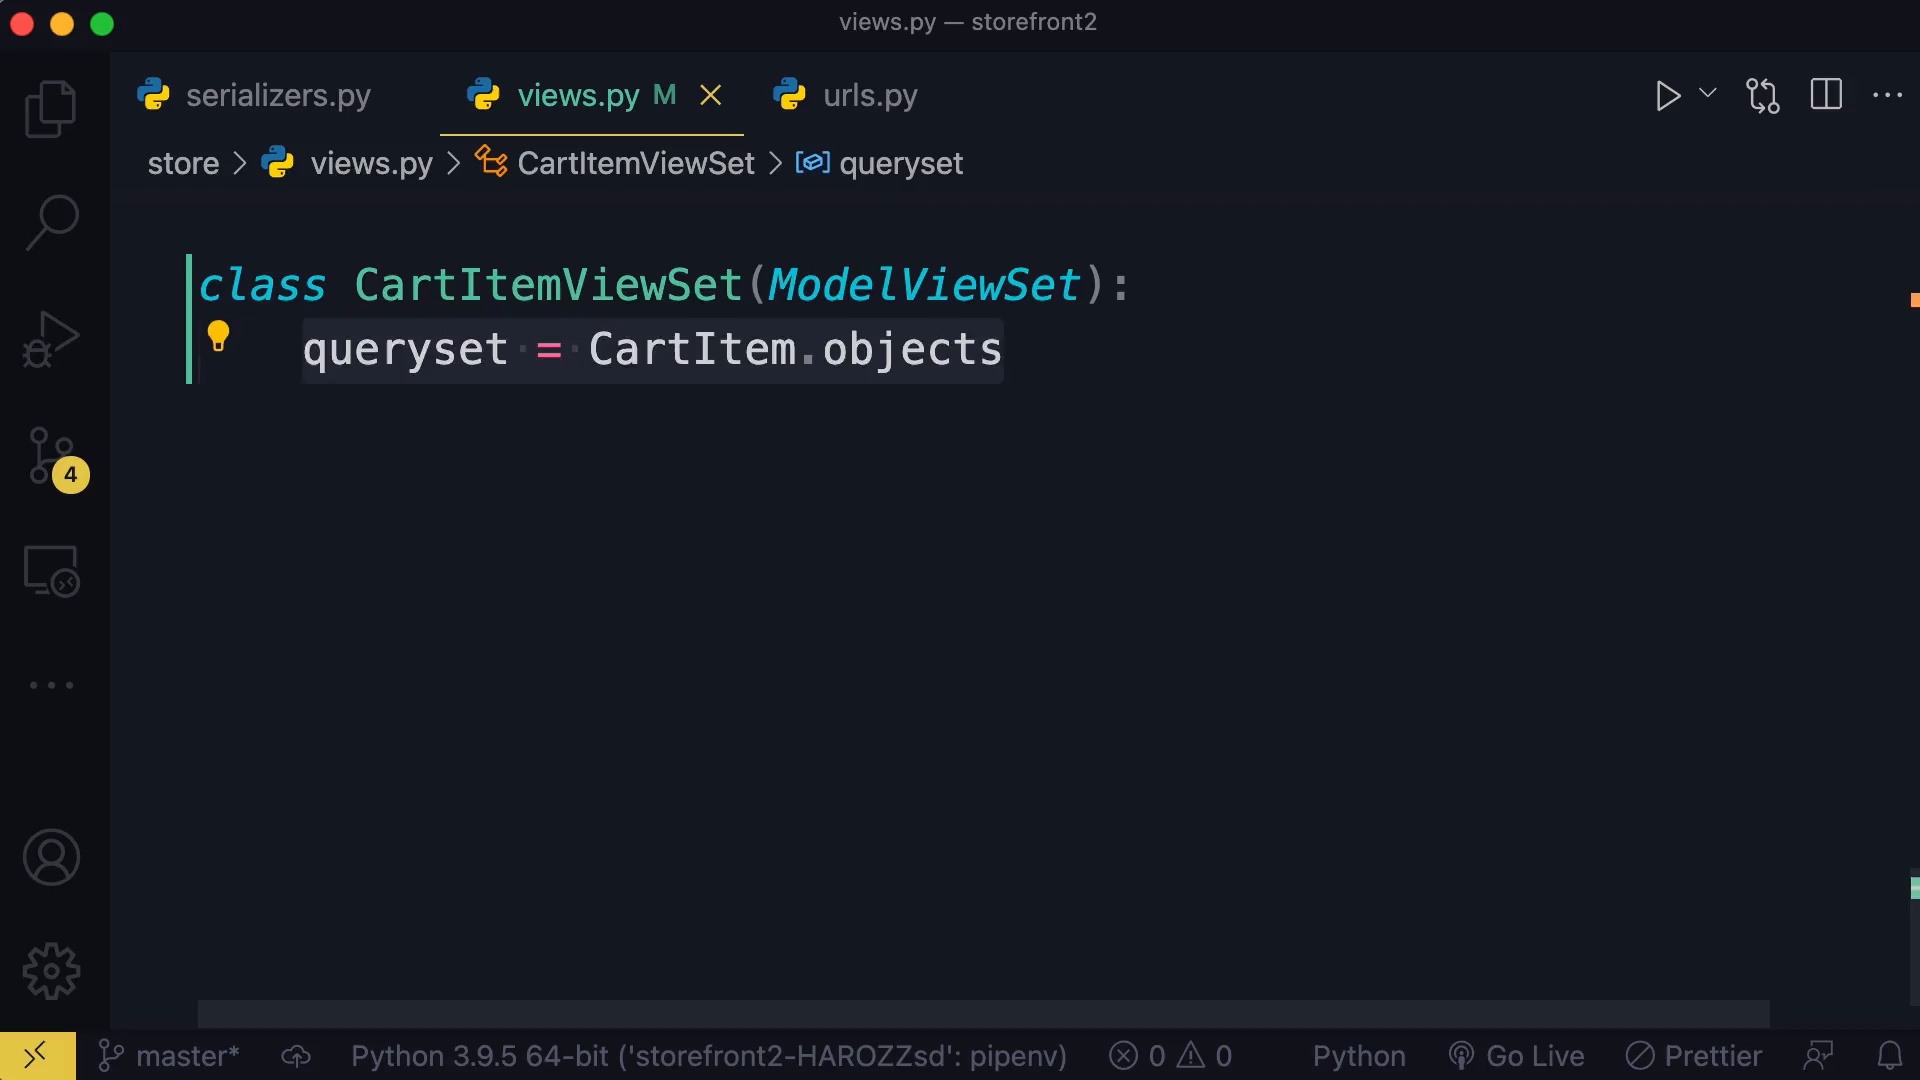 views.py — storefront2
serializers.py views.py M urls.py
store > views.py > CartItemViewSet > queryset
class CartItemViewSet(ModelViewSet):
queryset = CartItem.objects
4
master* Python 3.9.5 64-bit ('storefront2-HAROZZsd': pipenv) 0 0 Python Go Live Prettier